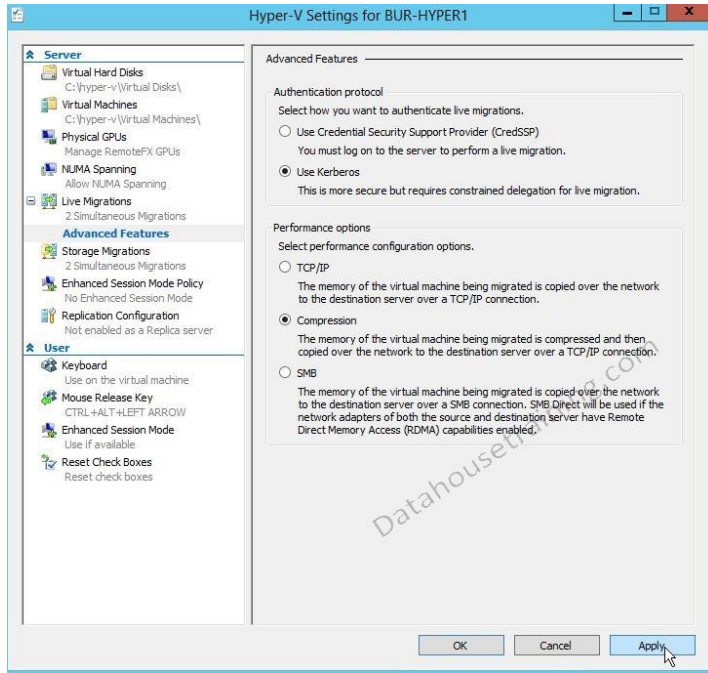 Hyper-V Settings for BUR-HYPER1
Server
Virtual Hard Disks
C:\hyper-v\Virtual Disks\
Virtual Machines
C:\hyper-v\Virtual Machines\
Physical GPUs
Manage RemoteFX GPUs
NUMA Spanning
Allow NUMA Spanning
Live Migrations
2 Simultaneous Migrations
Advanced Features
Storage Migrations
2 Simultaneous Migrations
Enhanced Session Mode Policy
No Enhanced Session Mode
Replication Configuration
Not enabled as a Replica server
User
Keyboard
Use on the virtual machine
Mouse Release Key
CTRL+ALT+LEFT ARROW
Enhanced Session Mode
Use if available
Reset Check Boxes
Reset check boxes
Advanced Features
Authentication protocol
Select how you want to authenticate live migrations.
Use Credential Security Support Provider (CredSSP)
You must log on to the server to perform a live migration.
Use Kerberos
This is more secure but requires constrained delegation for live migration.
Performance options
Select performance configuration options.
TCP/IP
The memory of the virtual machine being migrated is copied over the network
to the destination server over a TCP/IP connection.
Compression
The memory of the virtual machine being migrated is compressed and then
copied over the network to the destination server over a TCP/IP connection.
SMB
The memory of the virtual machine being migrated is copied over the network
to the destination server over a SMB connection. SMB Direct will be used if the
network adapters of both the source and destination server have Remote
Direct Memory Access (RDMA) capabilities enabled.
Datahousetraining.com
OK
Cancel
Apply